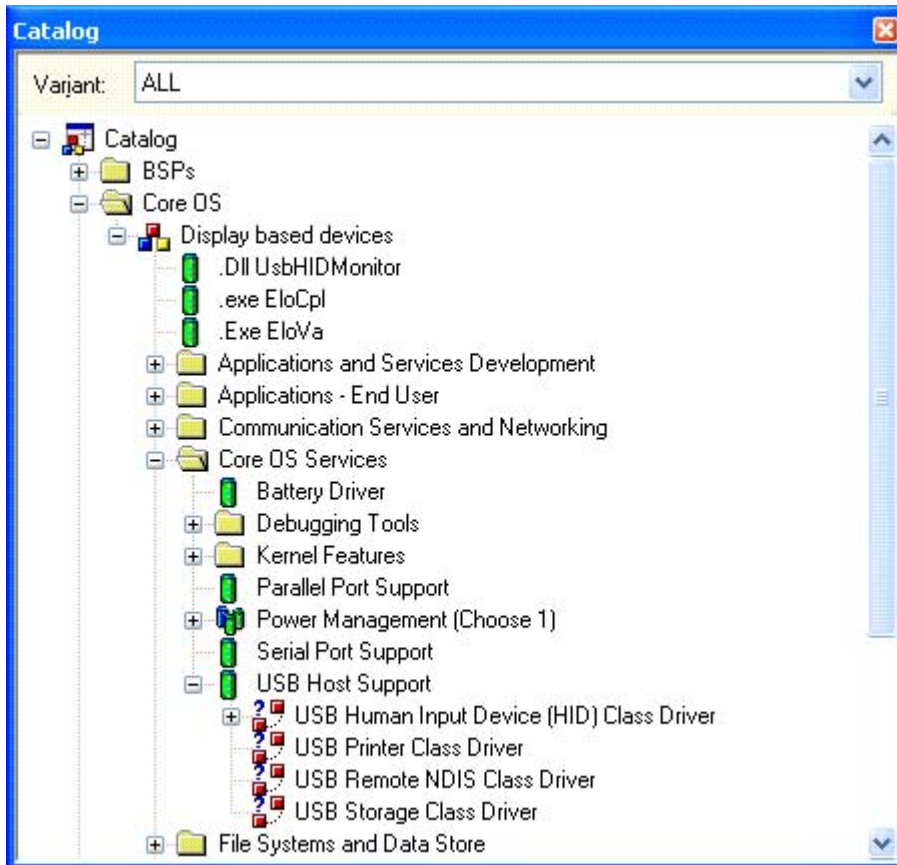 Catalog
Variant: ALL
Catalog
BSPs
Core OS
Display based devices
.Dll UsbHIDMonitor
.exe EloCpl
.Exe EloVa
Applications and Services Development
Applications - End User
Communication Services and Networking
Core OS Services
Battery Driver
Debugging Tools
Kernel Features
Parallel Port Support
Power Management (Choose 1)
Serial Port Support
USB Host Support
USB Human Input Device (HID) Class Driver
USB Printer Class Driver
USB Remote NDIS Class Driver
USB Storage Class Driver
File Systems and Data Store